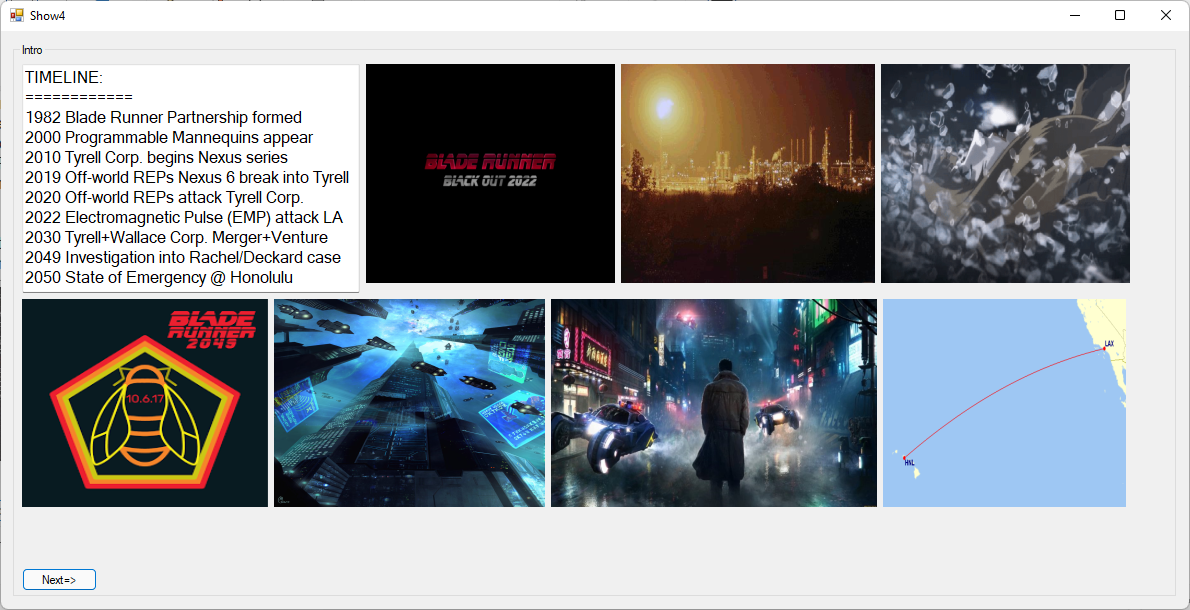 Show4
Intro
TIMELINE:
============
1982 Blade Runner Partnership formed
2000 Programmable Mannequins appear
2010 Tyrell Corp. begins Nexus series
2019 Off-world REPs Nexus 6 break into Tyrell
2020 Off-world REPs attack Tyrell Corp.
2022 Electromagnetic Pulse (EMP) attack LA
2030 Tyrell+Wallace Corp. Merger+Venture
2049 Investigation into Rachel/Deckard case
2050 State of Emergency @ Honolulu
BLADE RUNNER
BLACK OUT 2022
BLADE
RUNNER
2049
10.6.17
LAX
HNL
Next=>